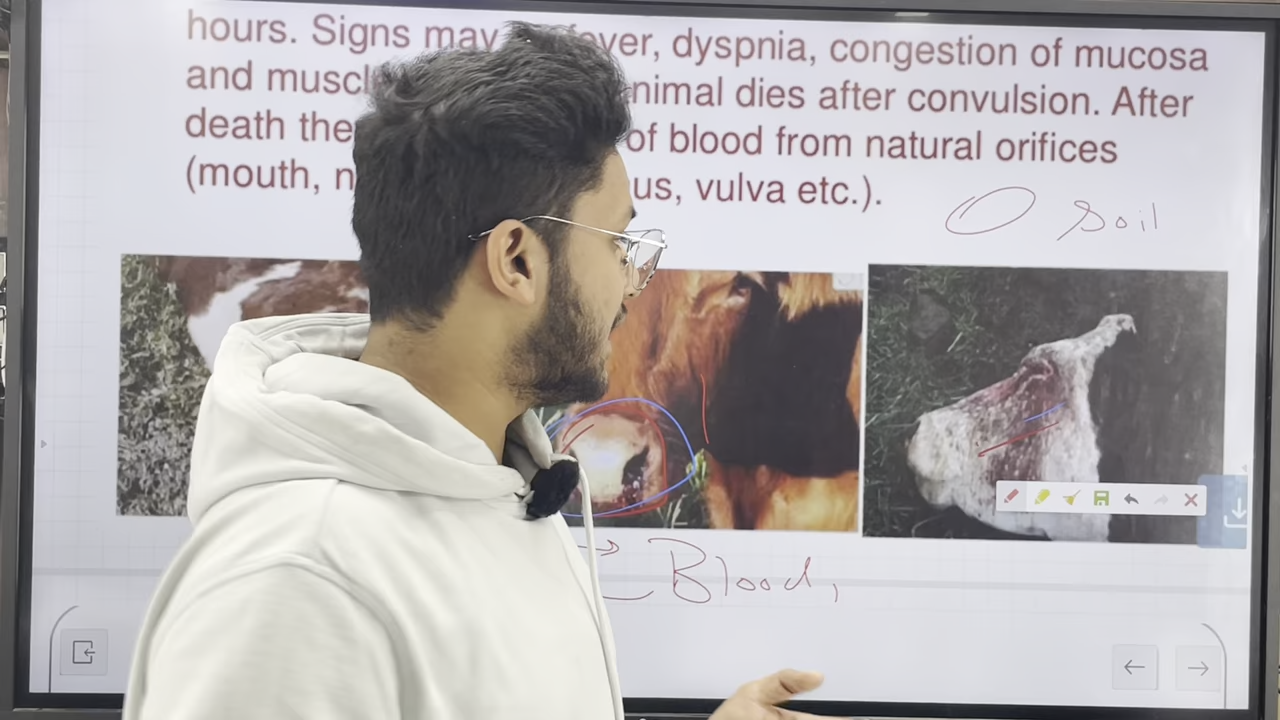 hours. Signs may fever, dyspnia, congestion of mucosa
and muscl nimal dies after convulsion. After
death the of blood from natural orifices
(mouth, n us, vulva etc.).
Soil
Blood,